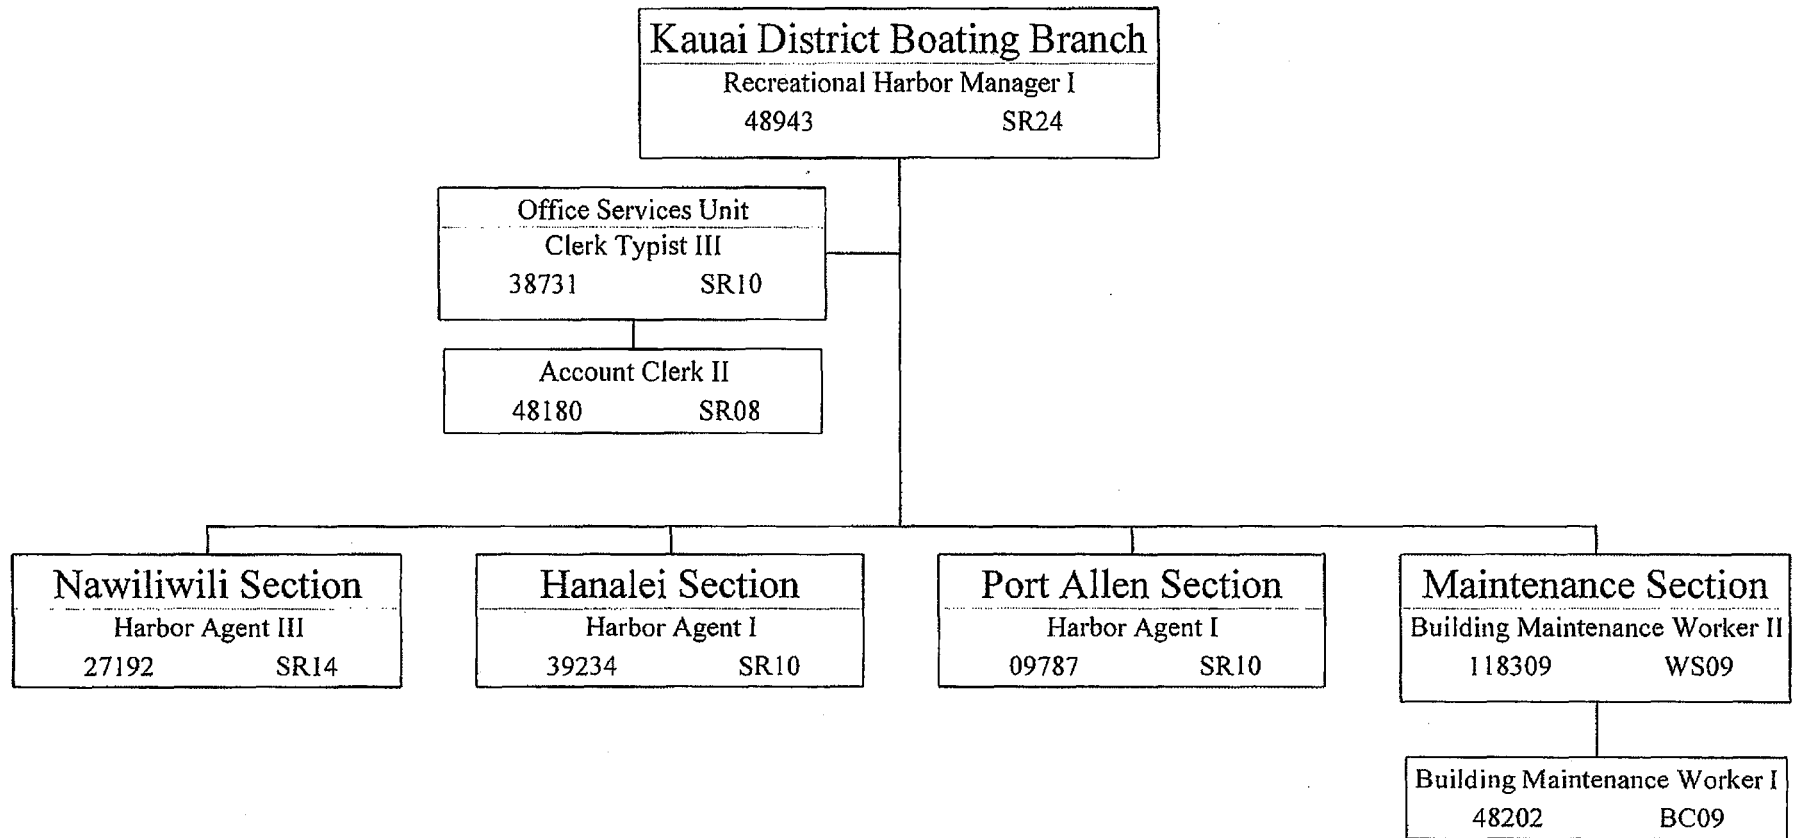 Kauai District Boating Branch
Recreational Harbor Manager I
48943 SR24
Office Services Unit
Clerk Typist III
38731 SR10
Account Clerk II
48180 SR08
Nawiliwili Section
Harbor Agent III
27192 SR14
Hanalei Section
Harbor Agent I
39234 SR10
Port Allen Section
Harbor Agent I
09787 SR10
Maintenance Section
Building Maintenance Worker II
118309 WS09
Building Maintenance Worker I
48202 BC09